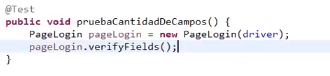 @Test
public void pruebaCantidadDeCampos() {
PageLogin pageLogin = new PageLogin(driver);
pageLogin.verifyFields();
}